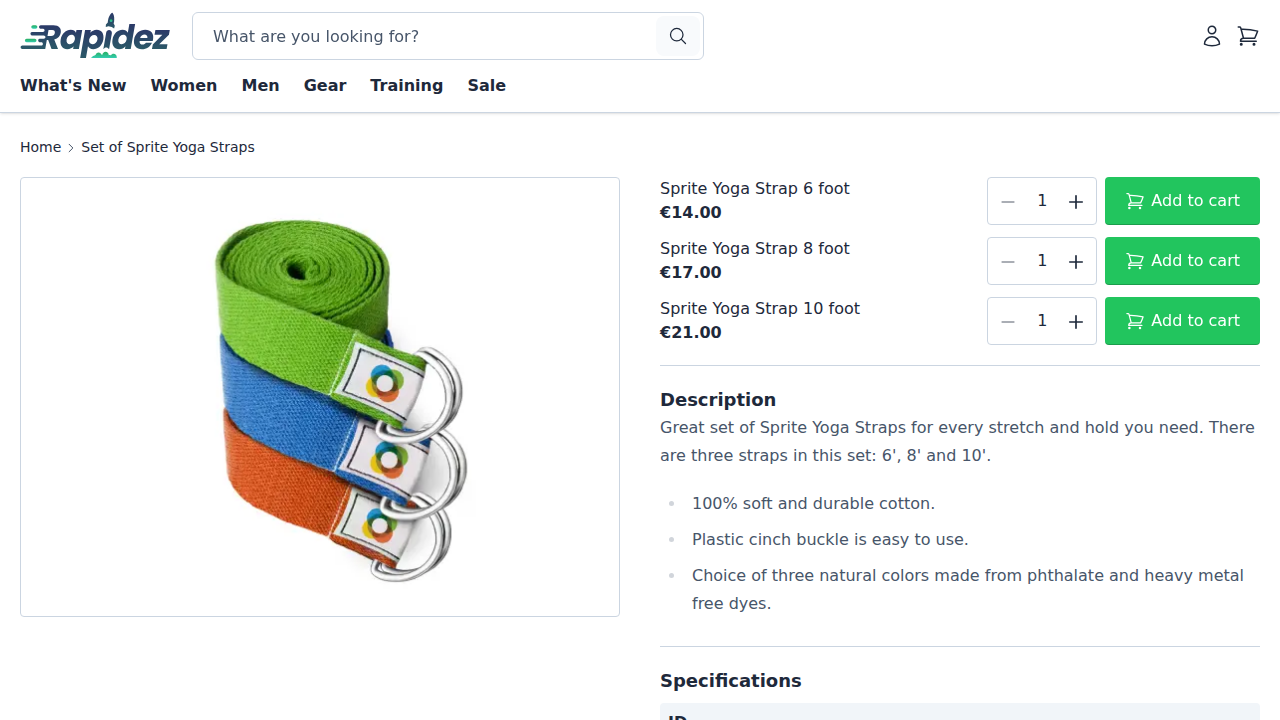 Rapidez
What are you looking for?
What's New
Women
Men
Gear
Training
Sale
Home
Set of Sprite Yoga Straps
Sprite Yoga Strap 6 foot
€14.00
1
Add to cart
Sprite Yoga Strap 8 foot
€17.00
1
Add to cart
Sprite Yoga Strap 10 foot
€21.00
1
Add to cart
Description
Great set of Sprite Yoga Straps for every stretch and hold you need. There
are three straps in this set: 6', 8' and 10'.
100% soft and durable cotton.
Plastic cinch buckle is easy to use.
Choice of three natural colors made from phthalate and heavy metal
free dyes.
Specifications
ID